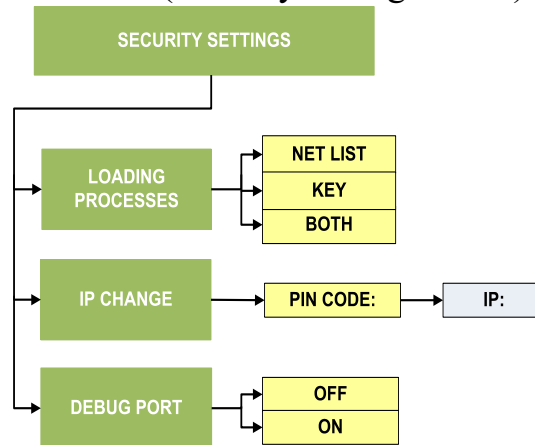 SECURITY SETTINGS
LOADING
PROCESSES
NET LIST
KEY
BOTH
IP CHANGE
PIN CODE:
IP:
DEBUG PORT
OFF
ON